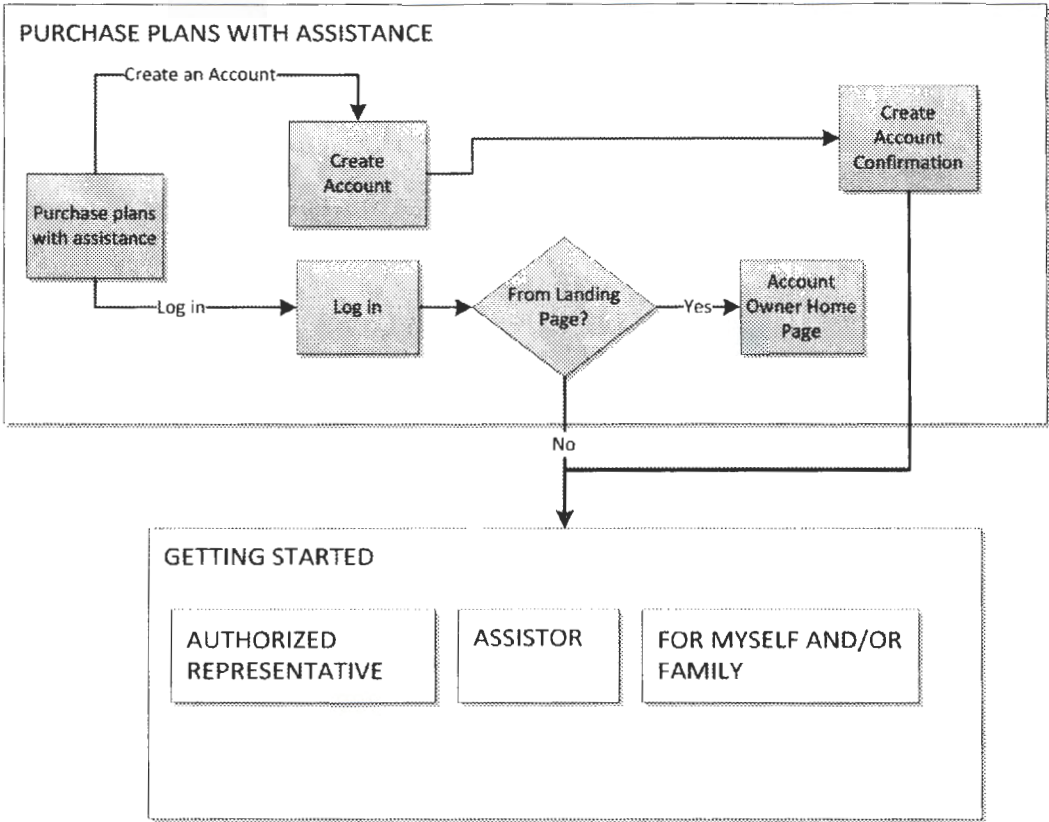 PURCHASE PLANS WITH ASSISTANCE
Create an Account
Create
Account
Create
Account
Confirmation
Purchase plans
with assistance
Log in
Log in
From Landing
Page?
Yes
Account
Owner Home
Page
No
GETTING STARTED
AUTHORIZED
REPRESENTATIVE
ASSISTOR
FOR MYSELF AND/OR
FAMILY